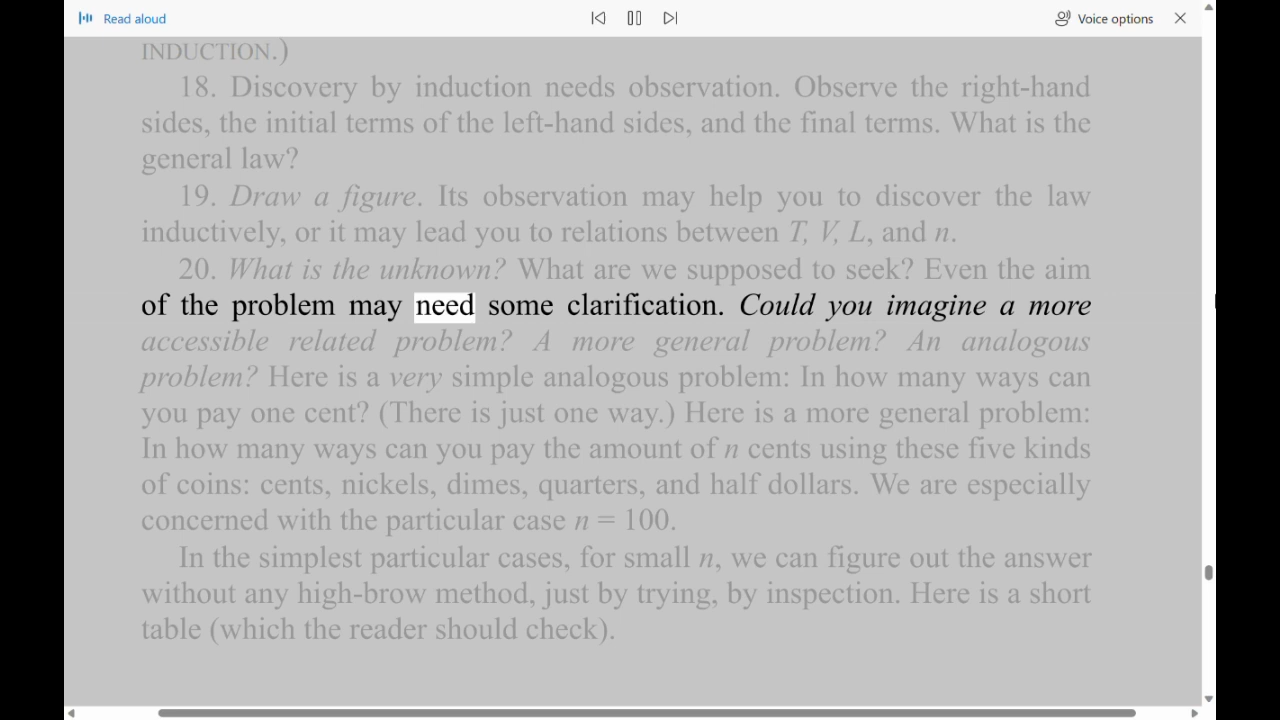 Read aloud
Voice options
INDUCTION.)
18. Discovery by induction needs observation. Observe the right-hand
sides, the initial terms of the left-hand sides, and the final terms. What is the
general law?
19. Draw a figure. Its observation may help you to discover the law
inductively, or it may lead you to relations between T, V, L, and n.
20. What is the unknown? What are we supposed to seek? Even the aim
of the problem may need some clarification. Could you imagine a more
accessible related problem? A more general problem? An analogous
problem? Here is a very simple analogous problem: In how many ways can
you pay one cent? (There is just one way.) Here is a more general problem:
In how many ways can you pay the amount of n cents using these five kinds
of coins: cents, nickels, dimes, quarters, and half dollars. We are especially
concerned with the particular case n = 100.
In the simplest particular cases, for small n, we can figure out the answer
without any high-brow method, just by trying, by inspection. Here is a short
table (which the reader should check).